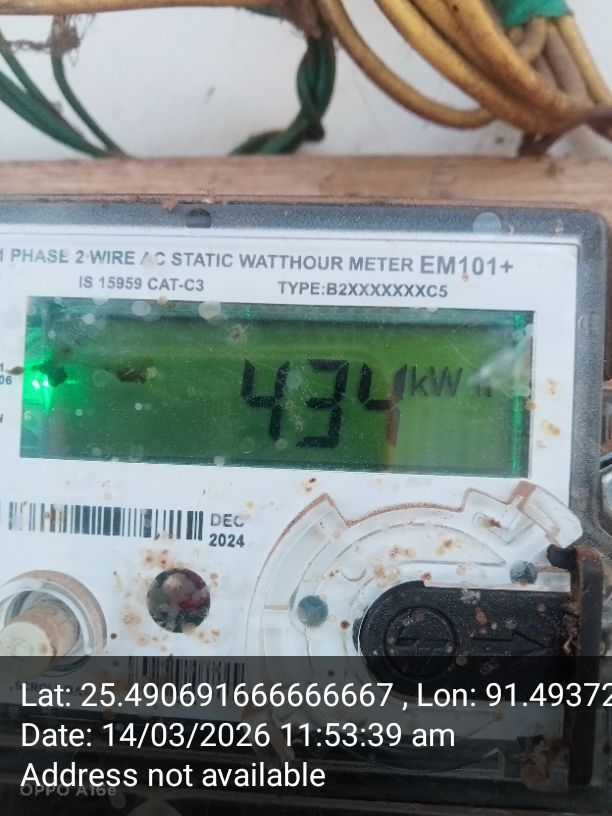 1 PHASE 2 WIRE AC STATIC WATTHOUR METER EM101+
IS 15959 CAT-C3 TYPE:B2XXXXXXXC5
434 kWh
DEC
2024
Lat: 25.490691666666667 , Lon: 91.49372
Date: 14/03/2026 11:53:39 am
Address not available
OPPO A16e